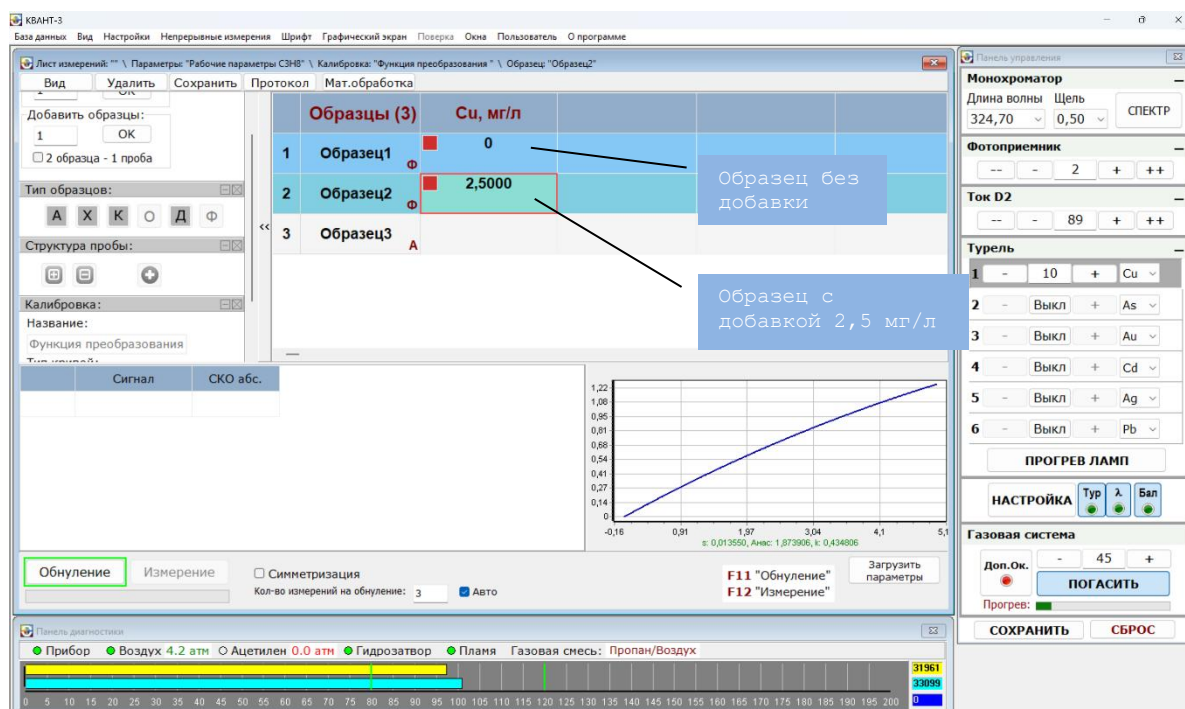 КВАНТ-3
База данных Вид Настройки Непрерывные измерения Шрифт Графический экран Поверка Окна Пользователь О программе
Лист измерений: "" \ Параметры: "Рабочие параметры C3H8" \ Калибровка: "Функция преобразования " \ Образец: "Образец2"
Вид Удалить Сохранить Протокол Мат.обработка
1
Добавить образцы:
1 OK
2 образца - 1 проба
Тип образцов:
А Х К О Д Ф
Структура пробы:
Калибровка:
Название:
Функция преобразования
<<
Образцы (3) Cu, мг/л
1 Образец1 Ф 0
2 Образец2 Ф 2,5000
3 Образец3 А
Образец без
добавки
Образец с
добавкой 2,5 мг/л
Сигнал СКО абс.
1,22
1,08
0,95
0,81
0,68
0,54
0,41
0,27
0,14
0
-0,16 0,91 1,97 3,04 4,1 5,1
s: 0,013550, Aнас: 1,873906, k: 0,434806
Обнуление Измерение
Симметризация
Кол-во измерений на обнуление: 3 Авто
F11 "Обнуление"
F12 "Измерение"
Загрузить
параметры
Панель диагностики
Прибор Воздух 4.2 атм Ацетилен 0.0 атм Гидрозатвор Пламя Газовая смесь: Пропан/Воздух
31961
33099
0
0 5 10 15 20 25 30 35 40 45 50 55 60 65 70 75 80 85 90 95 100 105 110 115 120 125 130 135 140 145 150 155 160 165 170 175 180 185 190 195 200
Панель управления
Монохроматор
Длина волны Щель
324,70 0,50 СПЕКТР
Фотоприемник
-- - 2 + ++
Ток D2
-- - 89 + ++
Турель
1 - 10 + Cu
2 - Выкл + As
3 - Выкл + Au
4 - Выкл + Cd
5 - Выкл + Ag
6 - Выкл + Pb
ПРОГРЕВ ЛАМП
НАСТРОЙКА Тур λ Бал
Газовая система
Доп.Ок. - 45 +
ПОГАСИТЬ
Прогрев:
СОХРАНИТЬ СБРОС